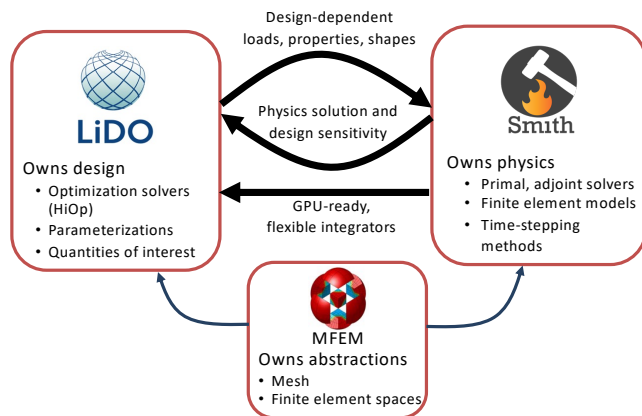 Design-dependent
loads, properties, shapes
LiDO
Owns design
• Optimization solvers
(HiOp)
• Parameterizations
• Quantities of interest
Physics solution and
design sensitivity
GPU-ready,
flexible integrators
Smith
Owns physics
• Primal, adjoint solvers
• Finite element models
• Time-stepping
methods
MFEM
Owns abstractions
• Mesh
• Finite element spaces